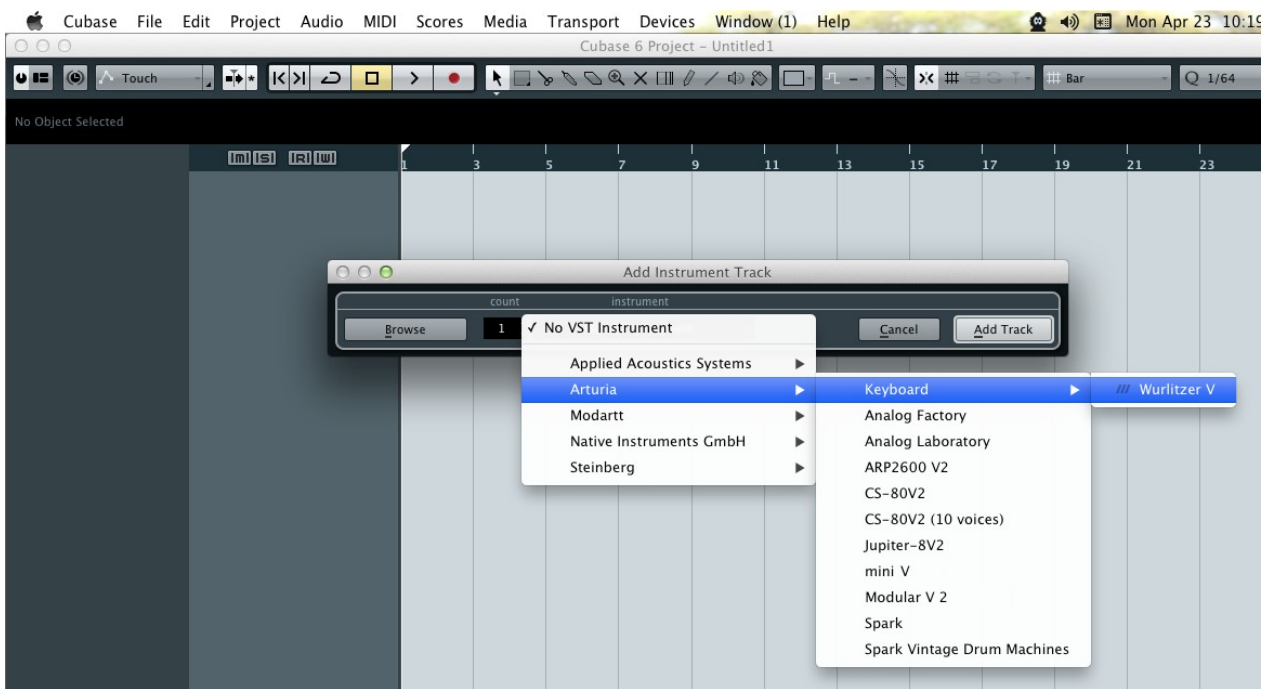 Cubase File Edit Project Audio MIDI Scores Media Transport Devices Window (1) Help Mon Apr 23 10:19
Cubase 6 Project - Untitled1
Touch Bar Q 1/64
No Object Selected
M S R W
1 3 5 7 9 11 13 15 17 19 21 23
Add Instrument Track
count instrument
Browse 1 ✓ No VST Instrument Cancel Add Track
Applied Acoustics Systems
Arturia Keyboard Wurlitzer V
Modartt Analog Factory
Native Instruments GmbH Analog Laboratory
Steinberg ARP2600 V2
CS-80V2
CS-80V2 (10 voices)
Jupiter-8V2
mini V
Modular V 2
Spark
Spark Vintage Drum Machines